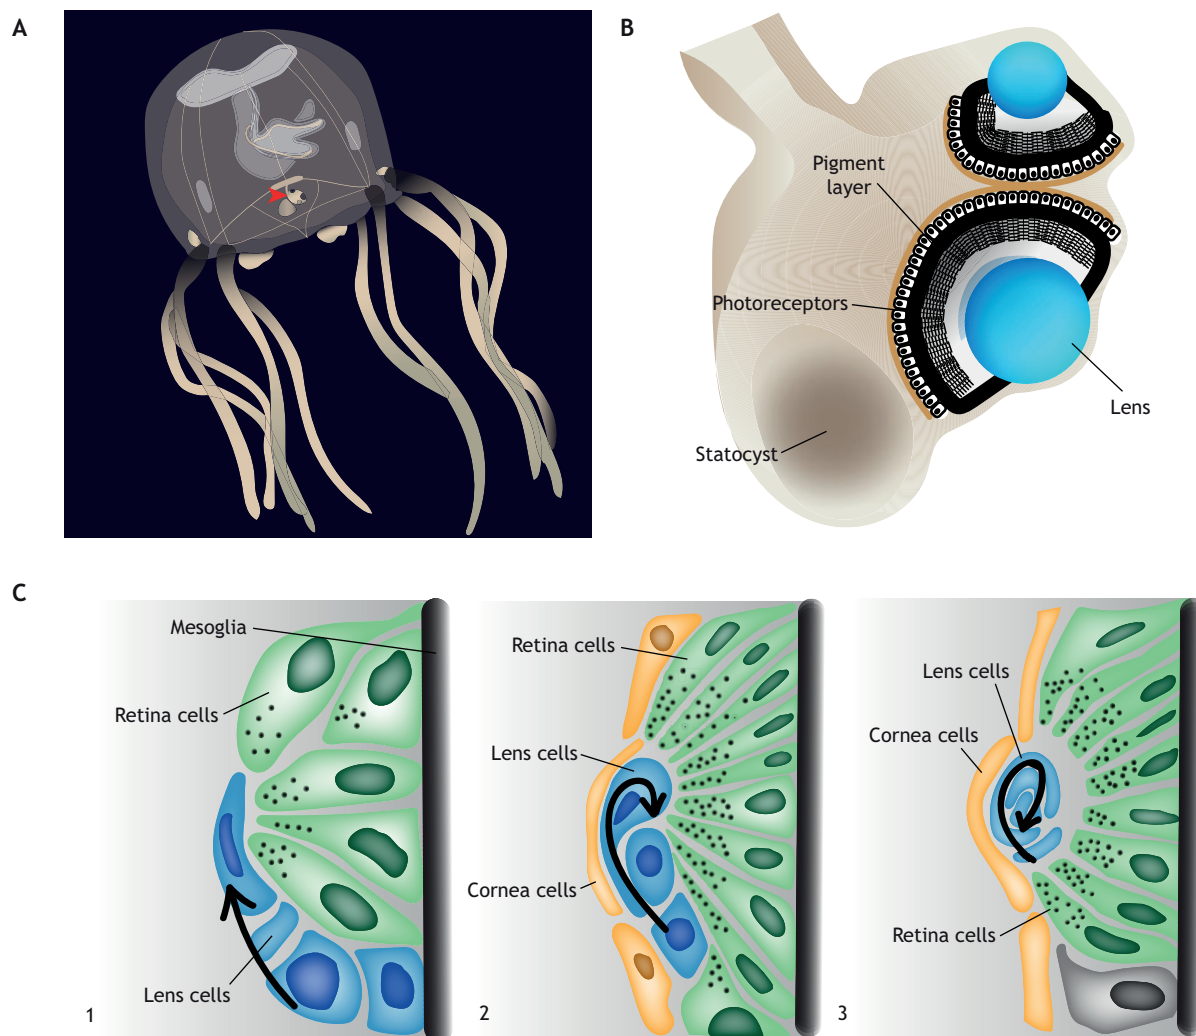 A
B
Pigment
layer
Photoreceptors
Lens
Statocyst
C
Mesoglia
Retina cells
Lens cells
1
Retina cells
Lens cells
Cornea cells
2
Lens cells
Cornea cells
Retina cells
3